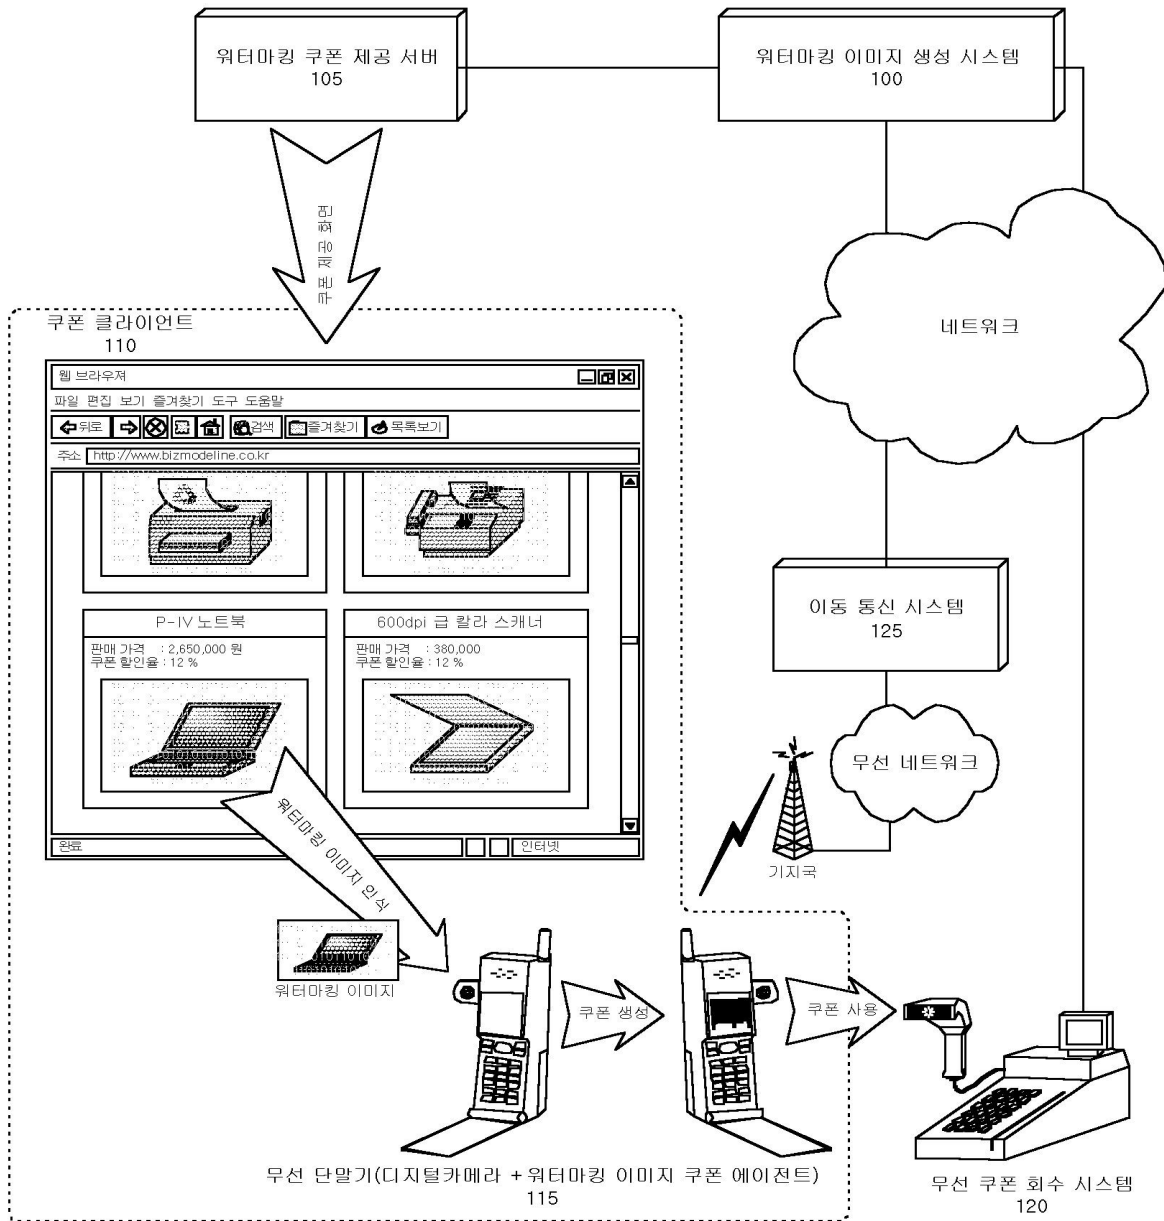 워터마킹 쿠폰 제공 서버
105
워터마킹 이미지 생성 시스템
100
쿠폰 제공 화면
네트워크
쿠폰 클라이언트
110
웹 브라우져
파일 편집 보기 즐겨찾기 도구 도움말
뒤로 검색 즐겨찾기 목록보기
주소 http://www.bizmodeline.co.kr
P-IV 노트북
판매 가격 : 2,650,000 원
쿠폰 할인율 : 12 %
600dpi 급 칼라 스캐너
판매 가격 : 380,000
쿠폰 할인율 : 12 %
완료
인터넷
이동 통신 시스템
125
무선 네트워크
기지국
워터마킹 이미지 인식
워터마킹 이미지
쿠폰 생성
쿠폰 사용
무선 단말기(디지털카메라 + 워터마킹 이미지 쿠폰 에이젼트)
115
무선 쿠폰 회수 시스템
120